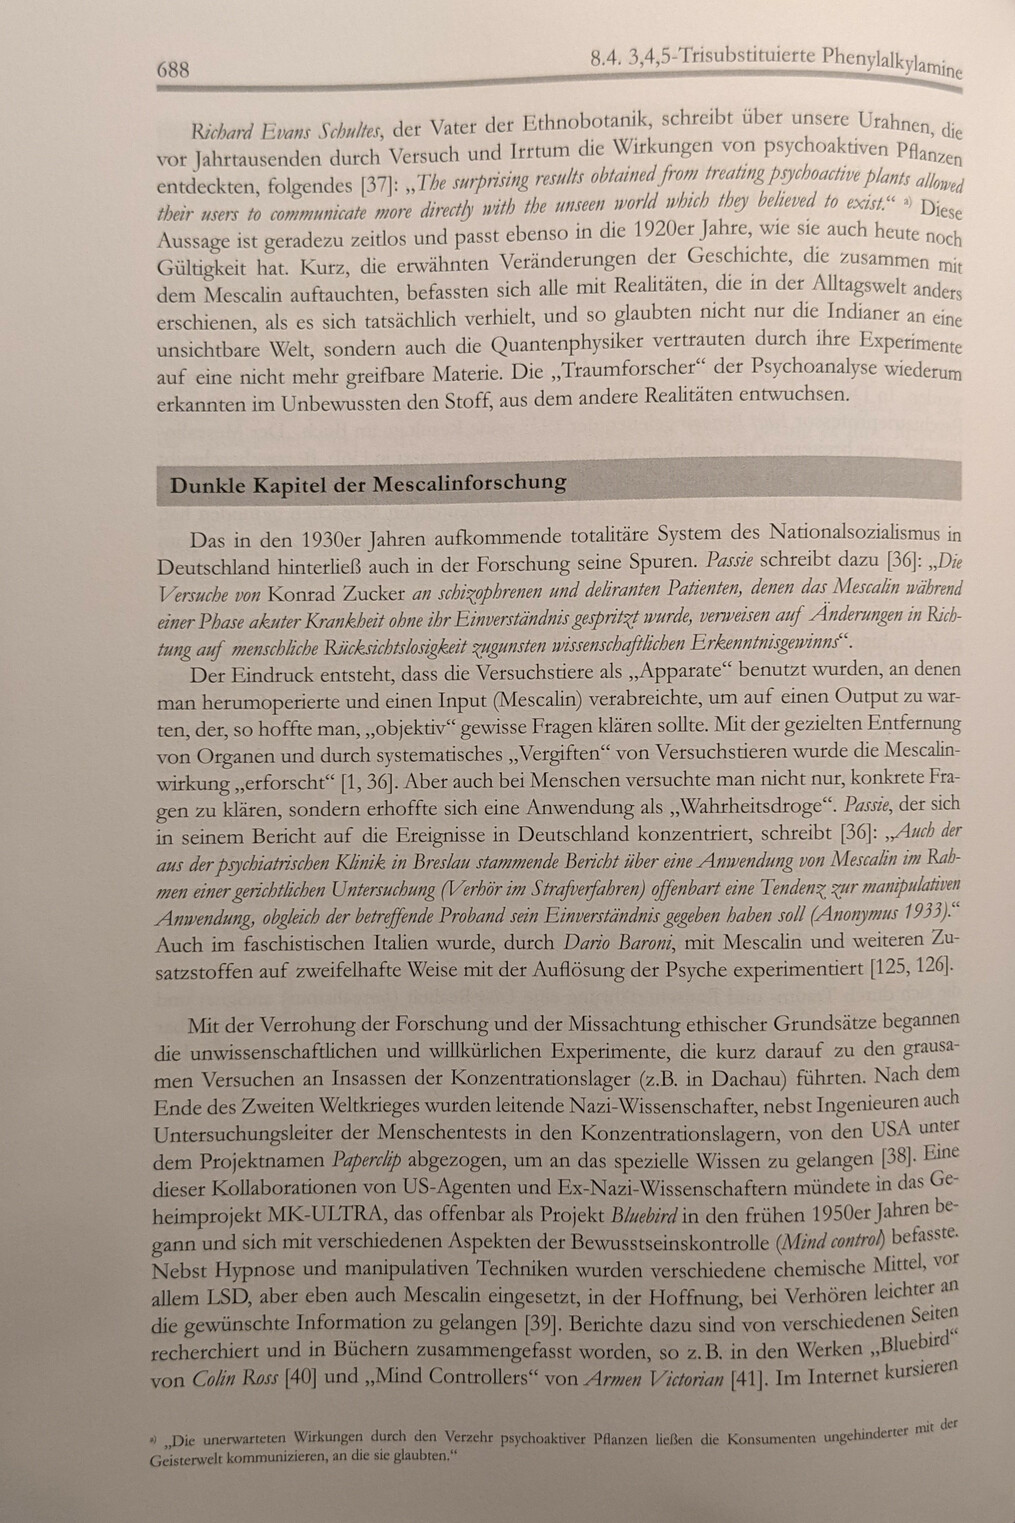 688
8.4. 3,4,5-Trisubstituierte Phenylalkylamine
Richard Evans Schultes, der Vater der Ethnobotanik, schreibt über unsere Urahnen, die
vor Jahrtausenden durch Versuch und Irrtum die Wirkungen von psychoaktiven Pflanzen
entdeckten, folgendes [37]: „The surprising results obtained from treating psychoactive plants allowed
their users to communicate more directly with the unseen world which they believed to exist.“ a) Diese
Aussage ist geradezu zeitlos und passt ebenso in die 1920er Jahre, wie sie auch heute noch
Gültigkeit hat. Kurz, die erwähnten Veränderungen der Geschichte, die zusammen mit
dem Mescalin auftauchten, befassten sich alle mit Realitäten, die in der Alltagswelt anders
erschienen, als es sich tatsächlich verhielt, und so glaubten nicht nur die Indianer an eine
unsichtbare Welt, sondern auch die Quantenphysiker vertrauten durch ihre Experimente
auf eine nicht mehr greifbare Materie. Die „Traumforscher“ der Psychoanalyse wiederum
erkannten im Unbewussten den Stoff, aus dem andere Realitäten entwuchsen.
Dunkle Kapitel der Mescalinforschung
Das in den 1930er Jahren aufkommende totalitäre System des Nationalsozialismus in
Deutschland hinterließ auch in der Forschung seine Spuren. Passie schreibt dazu [36]: „Die
Versuche von Konrad Zucker an schizophrenen und deliranten Patienten, denen das Mescalin während
einer Phase akuter Krankheit ohne ihr Einverständnis gespritzt wurde, verweisen auf Änderungen in Rich-
tung auf menschliche Rücksichtslosigkeit zugunsten wissenschaftlichen Erkenntnisgewinns“.
Der Eindruck entsteht, dass die Versuchstiere als „Apparate“ benutzt wurden, an denen
man herumoperierte und einen Input (Mescalin) verabreichte, um auf einen Output zu war-
ten, der, so hoffte man, „objektiv“ gewisse Fragen klären sollte. Mit der gezielten Entfernung
von Organen und durch systematisches „Vergiften“ von Versuchstieren wurde die Mescalin-
wirkung „erforscht“ [1, 36]. Aber auch bei Menschen versuchte man nicht nur, konkrete Fra-
gen zu klären, sondern erhoffte sich eine Anwendung als „Wahrheitsdroge“. Passie, der sich
in seinem Bericht auf die Ereignisse in Deutschland konzentriert, schreibt [36]: „Auch der
aus der psychiatrischen Klinik in Breslau stammende Bericht über eine Anwendung von Mescalin im Rah-
men einer gerichtlichen Untersuchung (Verhör im Strafverfahren) offenbart eine Tendenz zur manipulativen
Anwendung, obgleich der betreffende Proband sein Einverständnis gegeben haben soll (Anonymus 1933).“
Auch im faschistischen Italien wurde, durch Dario Baroni, mit Mescalin und weiteren Zu-
satzstoffen auf zweifelhafte Weise mit der Auflösung der Psyche experimentiert [125, 126].
Mit der Verrohung der Forschung und der Missachtung ethischer Grundsätze begannen
die unwissenschaftlichen und willkürlichen Experimente, die kurz darauf zu den grausa-
men Versuchen an Insassen der Konzentrationslager (z.B. in Dachau) führten. Nach dem
Ende des Zweiten Weltkrieges wurden leitende Nazi-Wissenschafter, nebst Ingenieuren auch
Untersuchungsleiter der Menschentests in den Konzentrationslagern, von den USA unter
dem Projektnamen Paperclip abgezogen, um an das spezielle Wissen zu gelangen [38]. Eine
dieser Kollaborationen von US-Agenten und Ex-Nazi-Wissenschaftern mündete in das Ge-
heimprojekt MK-ULTRA, das offenbar als Projekt Bluebird in den frühen 1950er Jahren be-
gann und sich mit verschiedenen Aspekten der Bewusstseinskontrolle (Mind control) befasste.
Nebst Hypnose und manipulativen Techniken wurden verschiedene chemische Mittel, vor
allem LSD, aber eben auch Mescalin eingesetzt, in der Hoffnung, bei Verhören leichter an
die gewünschte Information zu gelangen [39]. Berichte dazu sind von verschiedenen Seiten
recherchiert und in Büchern zusammengefasst worden, so z.B. in den Werken „Bluebird“
von Colin Ross [40] und „Mind Controllers“ von Armen Victorian [41]. Im Internet kursieren
a) „Die unerwarteten Wirkungen durch den Verzehr psychoaktiver Pflanzen ließen die Konsumenten ungehinderter mit der
Geisterwelt kommunizieren, an die sie glaubten.“